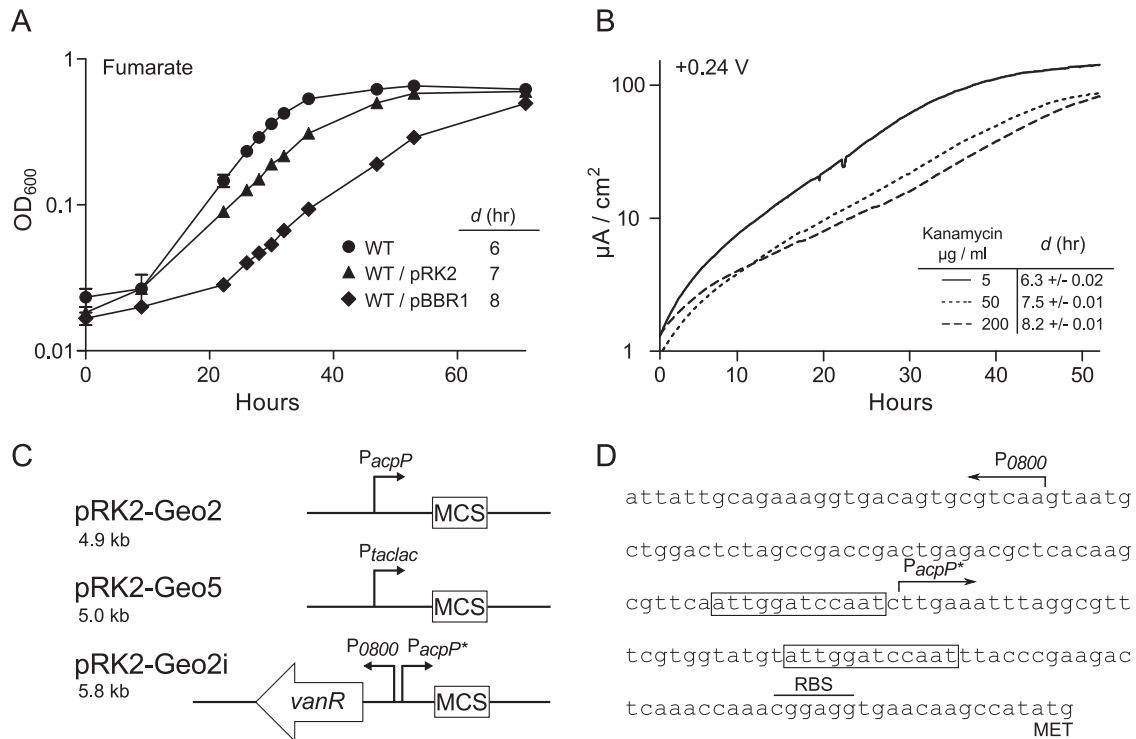 A
Fumarate
1
0.1
0.01
OD600
0 20 40 60
Hours
d (hr)
WT 6
WT / pRK2 7
WT / pBBR1 8
B
+0.24 V
100
10
1
µA / cm²
0 10 20 30 40 50
Hours
Kanamycin
µg / ml d (hr)
5 6.3 +/- 0.02
50 7.5 +/- 0.01
200 8.2 +/- 0.01
C
PacpP
pRK2-Geo2
4.9 kb
MCS
Ptaclac
pRK2-Geo5
5.0 kb
MCS
P0800 PacpP*
pRK2-Geo2i
5.8 kb
vanR
MCS
D
P0800
attattgcagaaaggtgacagtgcgtcaagtaatg
ctggactctagccgaccgactgagacgctcacaag
PacpP*
cgttcaattggatccaatcttgaaatttaggcgtt
tcgtggtatgtattggatccaatttacccgaagac
RBS
tcaaaccaaacggaggtgaacaagccatatg
MET